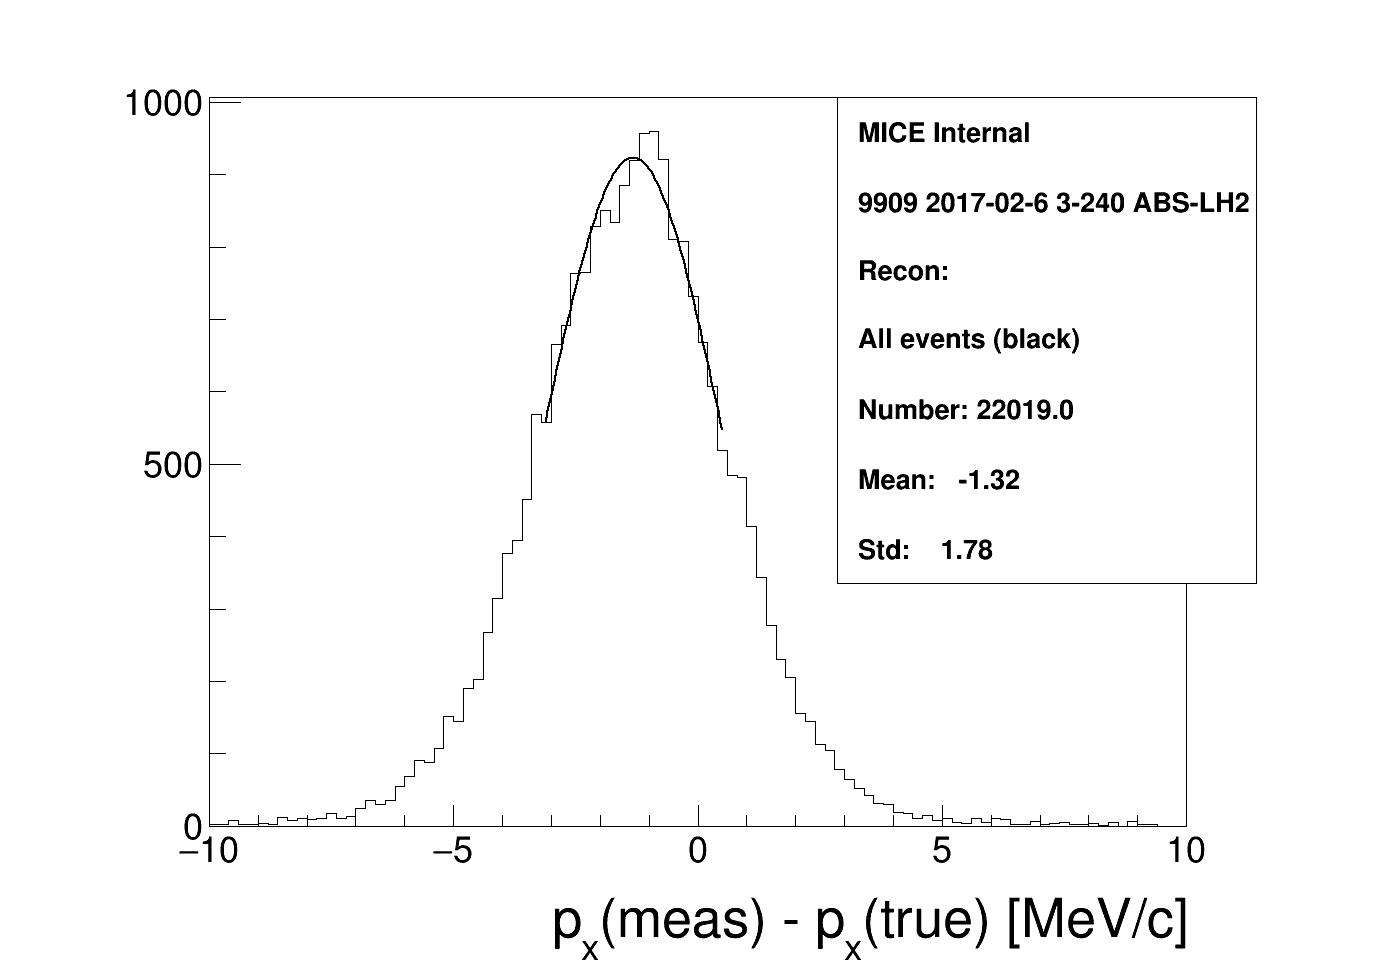 1000
500
0
−10
−5
0
5
10
px(meas) - px(true) [MeV/c]
MICE Internal
9909 2017-02-6 3-240 ABS-LH2
Recon:
All events (black)
Number: 22019.0
Mean: -1.32
Std: 1.78